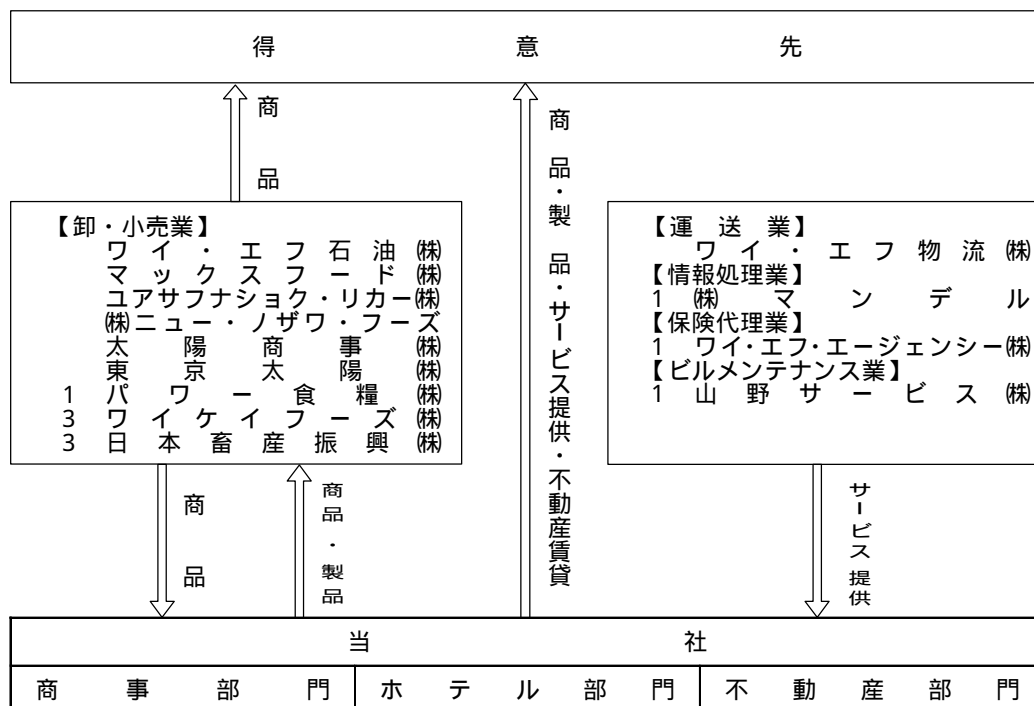 得意先
商品
商品・製品・サービス提供・不動産賃貸
【卸・小売業】
ワイ・エフ石油㈱
マックスフード㈱
ユアサフナショク・リカー㈱
㈱ニュー・ノザワ・フーズ
太陽商事㈱
東京太陽㈱
1 パワー食糧㈱
3 ワイケイフーズ㈱
3 日本畜産振興㈱
【運送業】
ワイ・エフ物流㈱
【情報処理業】
1 ㈱マンデル
【保険代理業】
1 ワイ・エフ・エージェンシー㈱
【ビルメンテナンス業】
1 山野サービス㈱
商品
商品・製品
サービス提供
当社
商事部門 ホテル部門 不動産部門